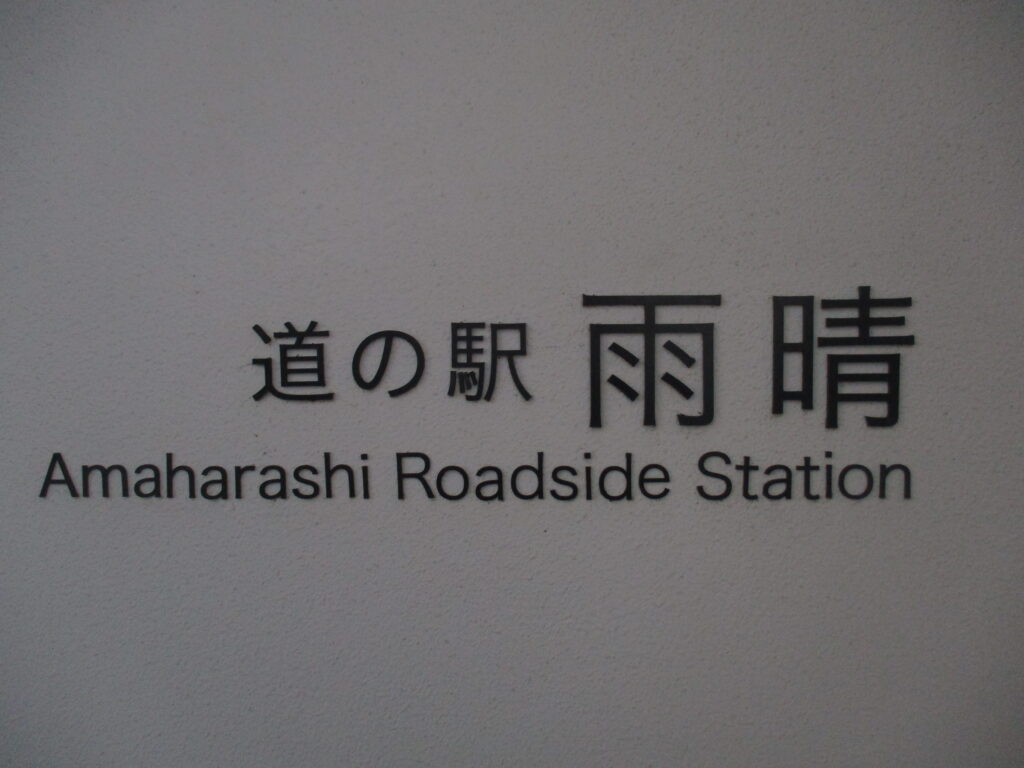 道の駅 雨晴
Amaharashi Roadside Station